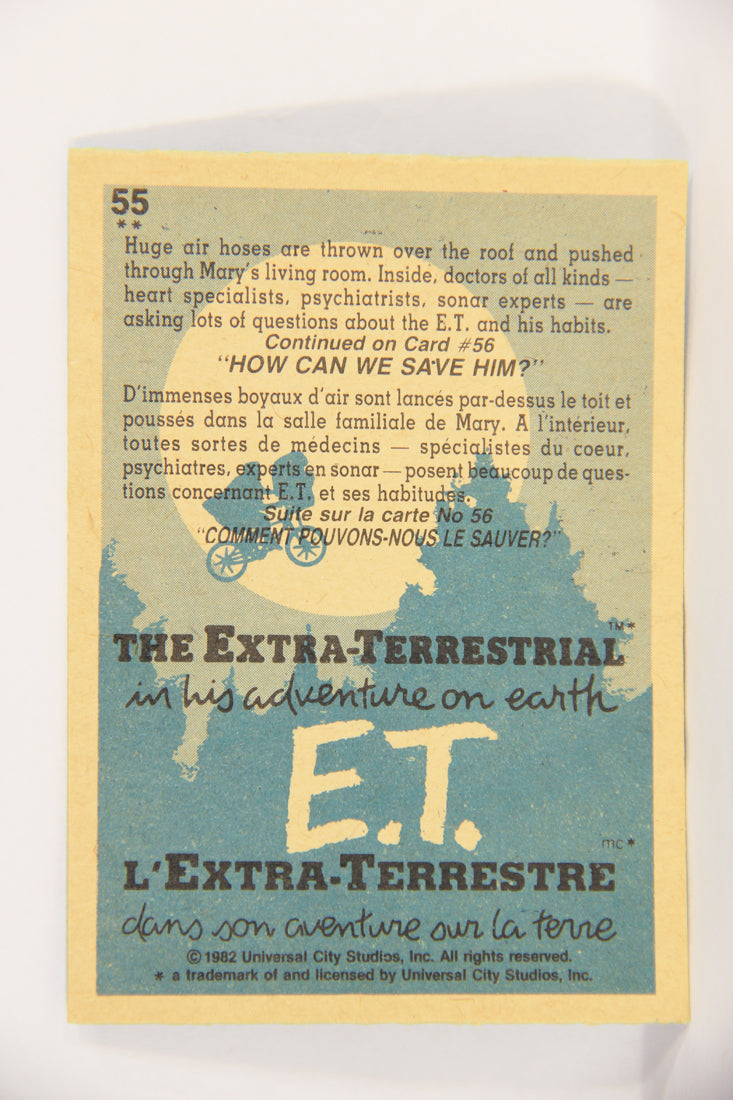 55
**
Huge air hoses are thrown over the roof and pushed
through Mary's living room. Inside, doctors of all kinds —
heart specialists, psychiatrists, sonar experts — are
asking lots of questions about the E.T. and his habits.
Continued on Card #56
"HOW CAN WE SAVE HIM?"
D'immenses boyaux d'air sont lancés par-dessus le toit et
poussés dans la salle familiale de Mary. A l'intérieur,
toutes sortes de médecins — spécialistes du coeur,
psychiatres, experts en sonar — posent beaucoup de ques-
tions concernant E.T. et ses habitudes.
Suite sur la carte No 56
"COMMENT POUVONS-NOUS LE SAUVER?"
THE EXTRA-TERRESTRIAL ™*
in his adventure on earth
E.T.
mc*
L'EXTRA-TERRESTRE
dans son aventure sur la terre
© 1982 Universal City Studios, Inc. All rights reserved.
* a trademark of and licensed by Universal City Studios, Inc.